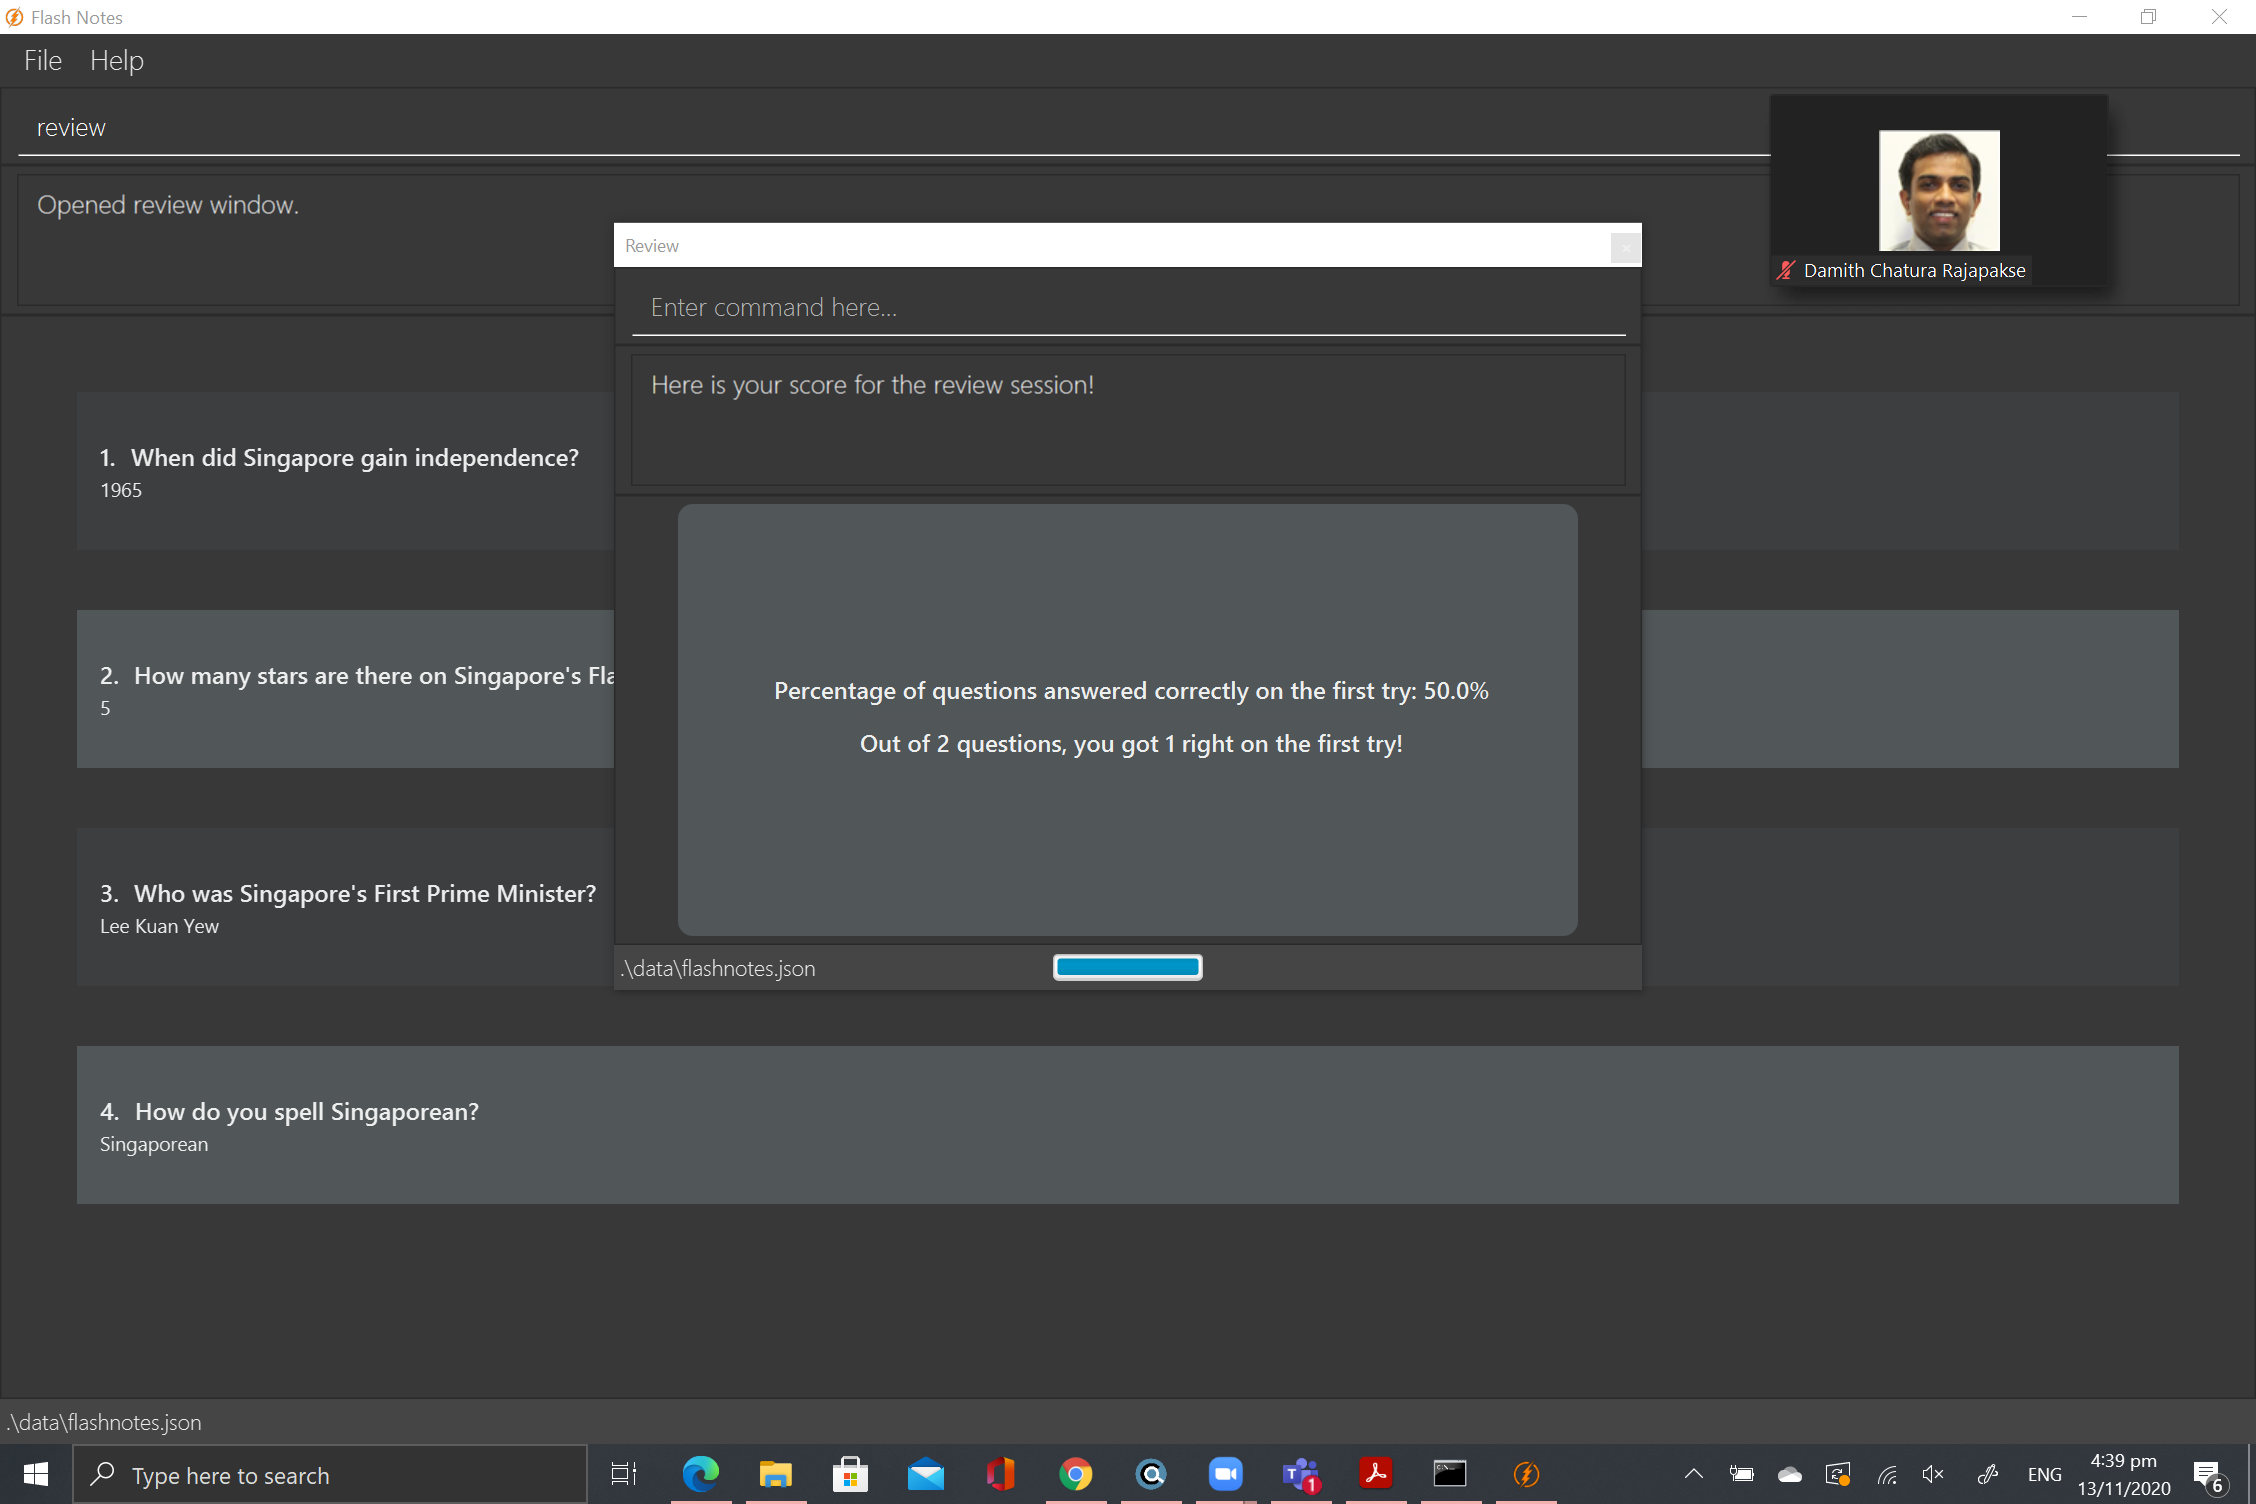 Flash Notes
File Help
review
Opened review window.
Damith Chatura Rajapakse
Review
Enter command here...
Here is your score for the review session!
1. When did Singapore gain independence?
1965
2. How many stars are there on Singapore's Fla
5
Percentage of questions answered correctly on the first try: 50.0%
Out of 2 questions, you got 1 right on the first try!
3. Who was Singapore's First Prime Minister?
Lee Kuan Yew
.\data\flashnotes.json
4. How do you spell Singaporean?
Singaporean
.\data\flashnotes.json
Type here to search
1
ENG
4:39 pm
13/11/2020
6